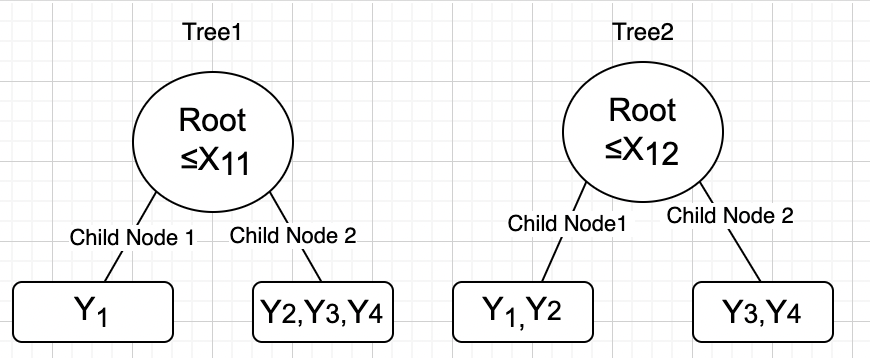 Tree1
Root
≤X11
Child Node 1
Child Node 2
Y1
Y2,Y3,Y4
Tree2
Root
≤X12
Child Node1
Child Node 2
Y1,Y2
Y3,Y4